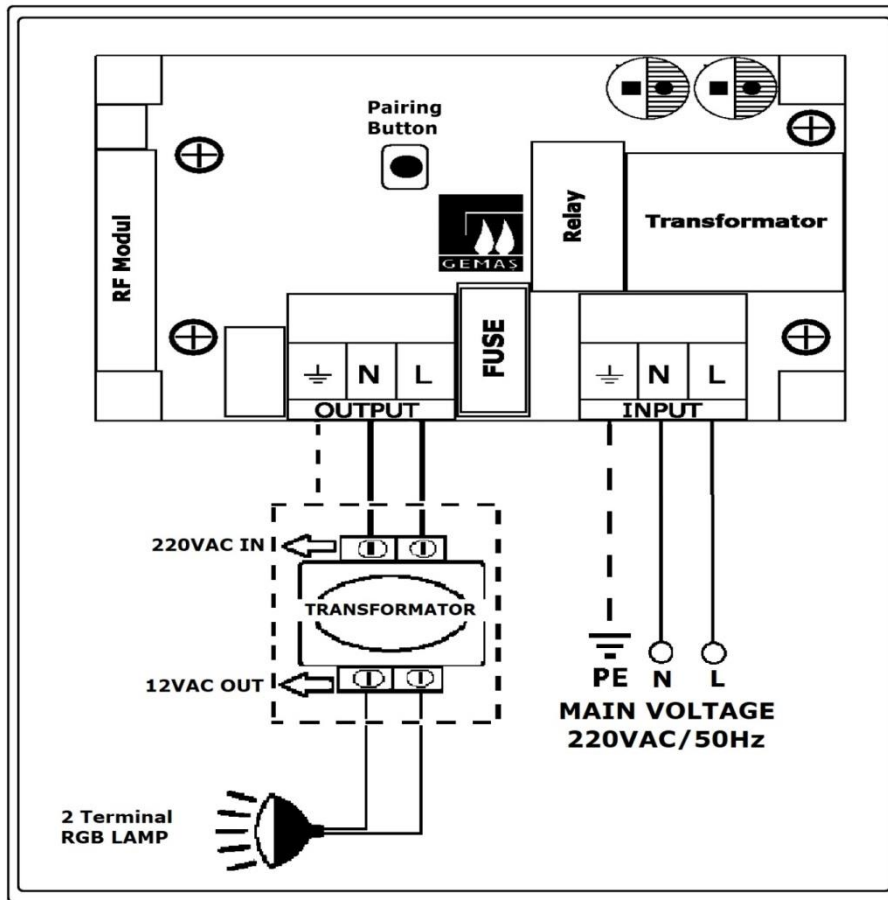 Pairing
Button
RF Modul
Relay
Transformator
GEMAŞ
FUSE
N L
OUTPUT
N L
INPUT
220VAC IN
TRANSFORMATOR
12VAC OUT
PE N L
MAIN VOLTAGE
220VAC/50Hz
2 Terminal
RGB LAMP